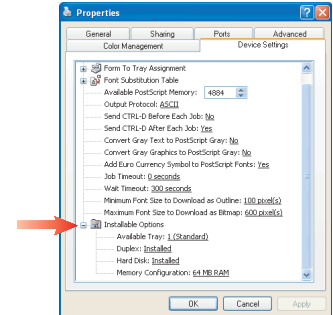 Properties
General Sharing Ports Advanced
Color Management Device Settings
Form To Tray Assignment
Font Substitution Table
Available PostScript Memory: 4884
Output Protocol: ASCII
Send CTRL-D Before Each Job: No
Send CTRL-D After Each Job: Yes
Convert Gray Text to PostScript Gray: No
Convert Gray Graphics to PostScript Gray: No
Add Euro Currency Symbol to PostScript Fonts: Yes
Job Timeout: 0 seconds
Wait Timeout: 300 seconds
Minimum Font Size to Download as Outline: 100 pixel(s)
Maximum Font Size to Download as Bitmap: 600 pixel(s)
Installable Options
Available Tray: 1 (Standard)
Duplex: Installed
Hard Disk: Installed
Memory Configuration: 64 MB RAM
OK Cancel Apply